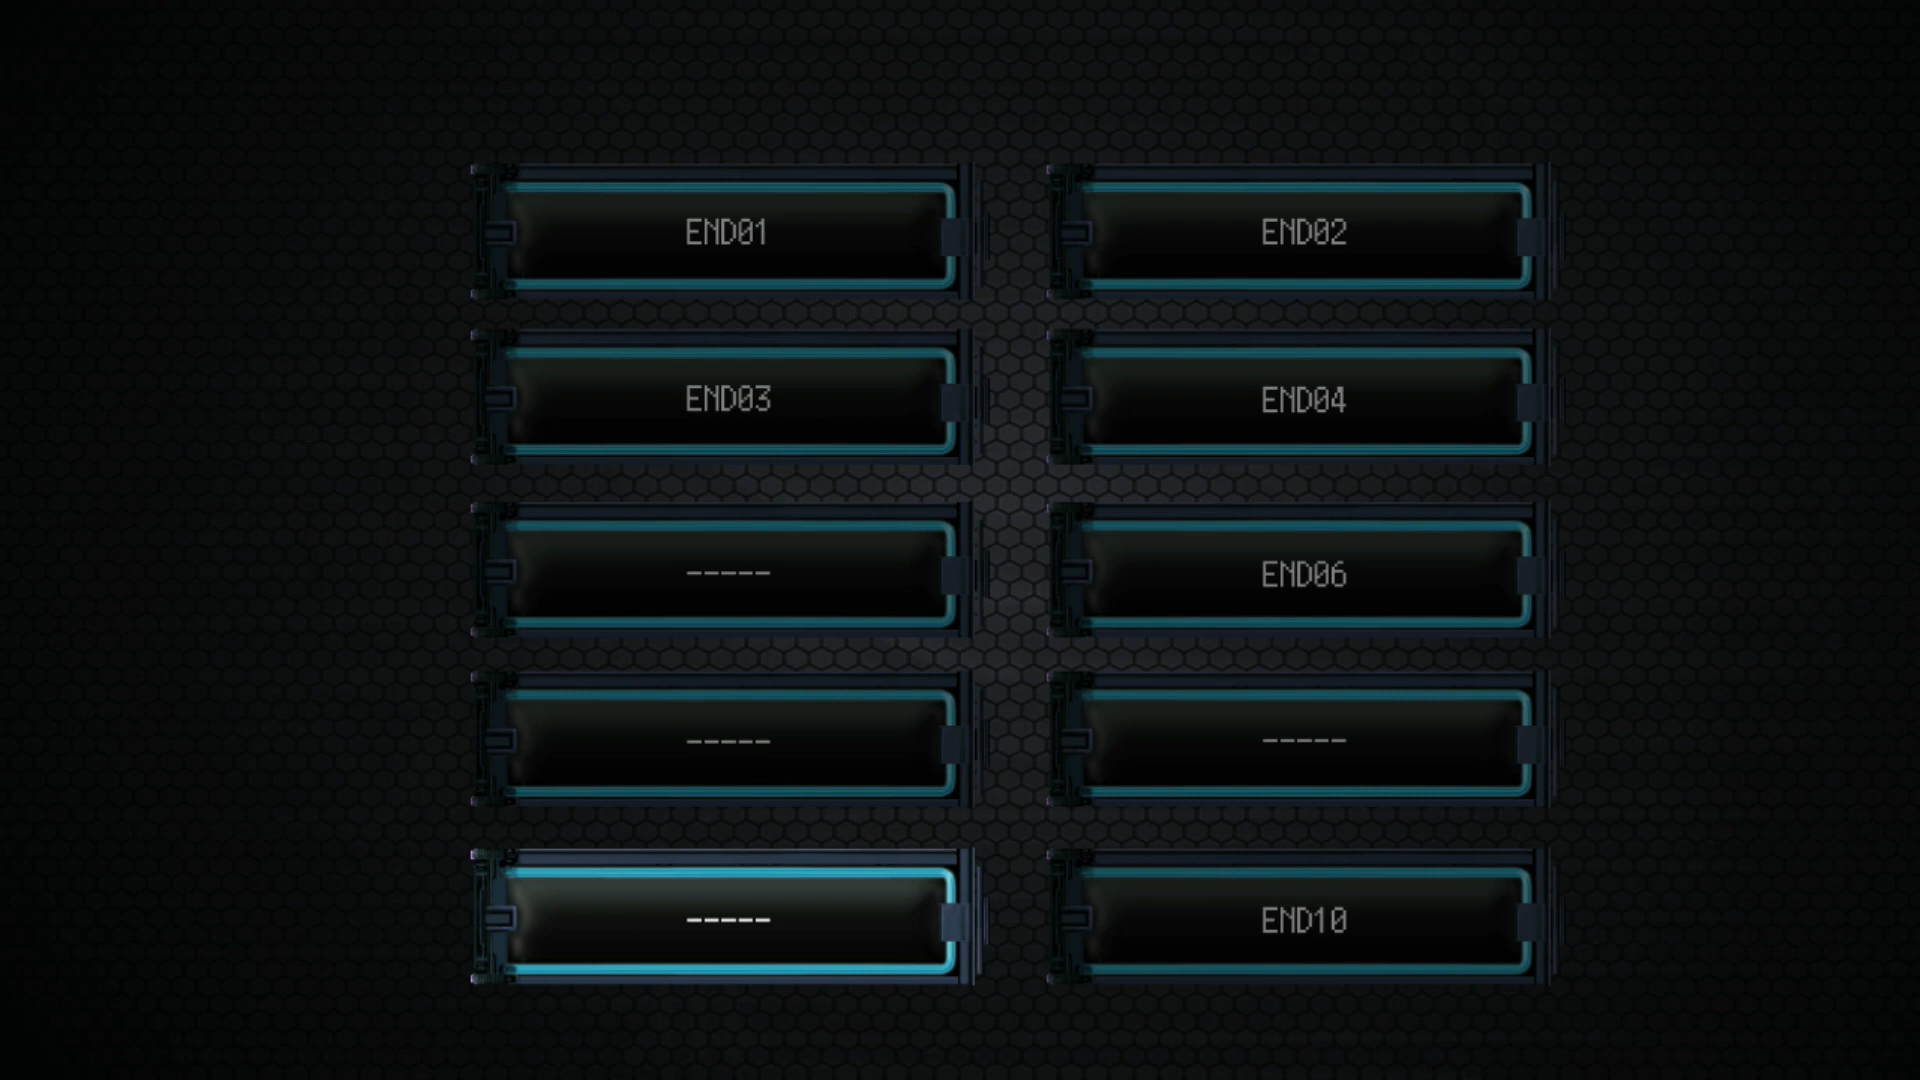 END01
END02
END03
END04
-----
END06
-----
-----
-----
END10